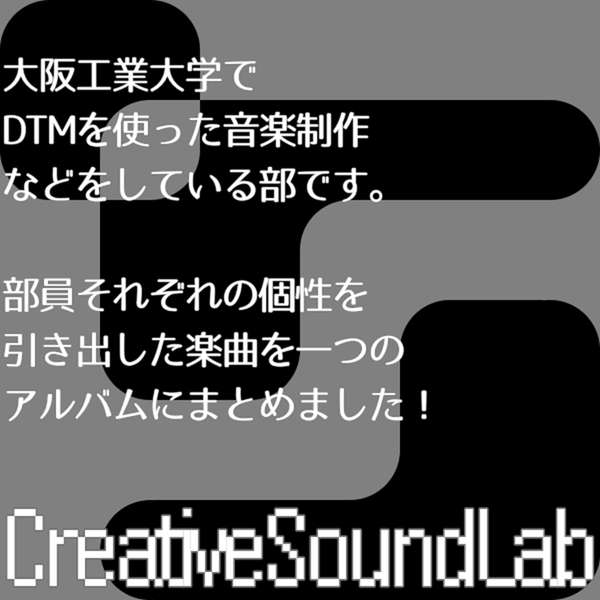 大阪工業大学で
DTMを使った音楽制作
などをしている部です。
部員それぞれの個性を
引き出した楽曲を一つの
アルバムにまとめました！
CreativeSoundLab